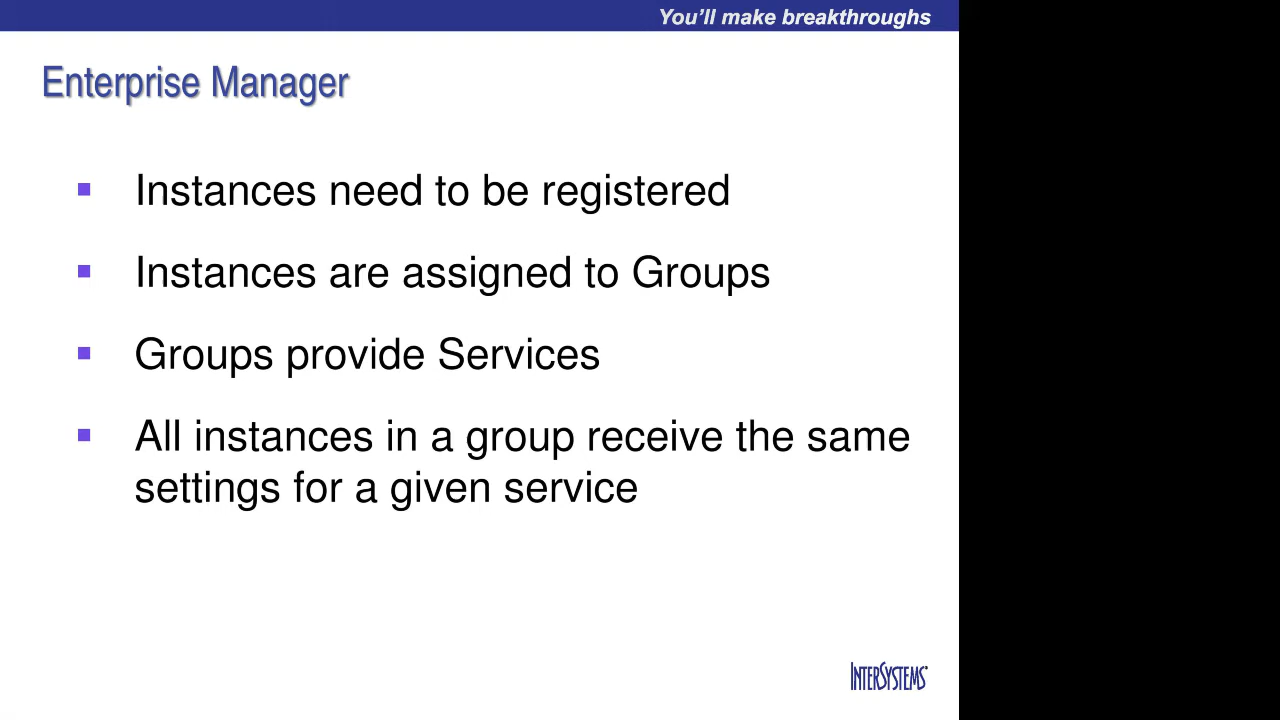 You'll make breakthroughs
Enterprise Manager
Instances need to be registered
Instances are assigned to Groups
Groups provide Services
All instances in a group receive the same
settings for a given service
INTERSYSTEMS